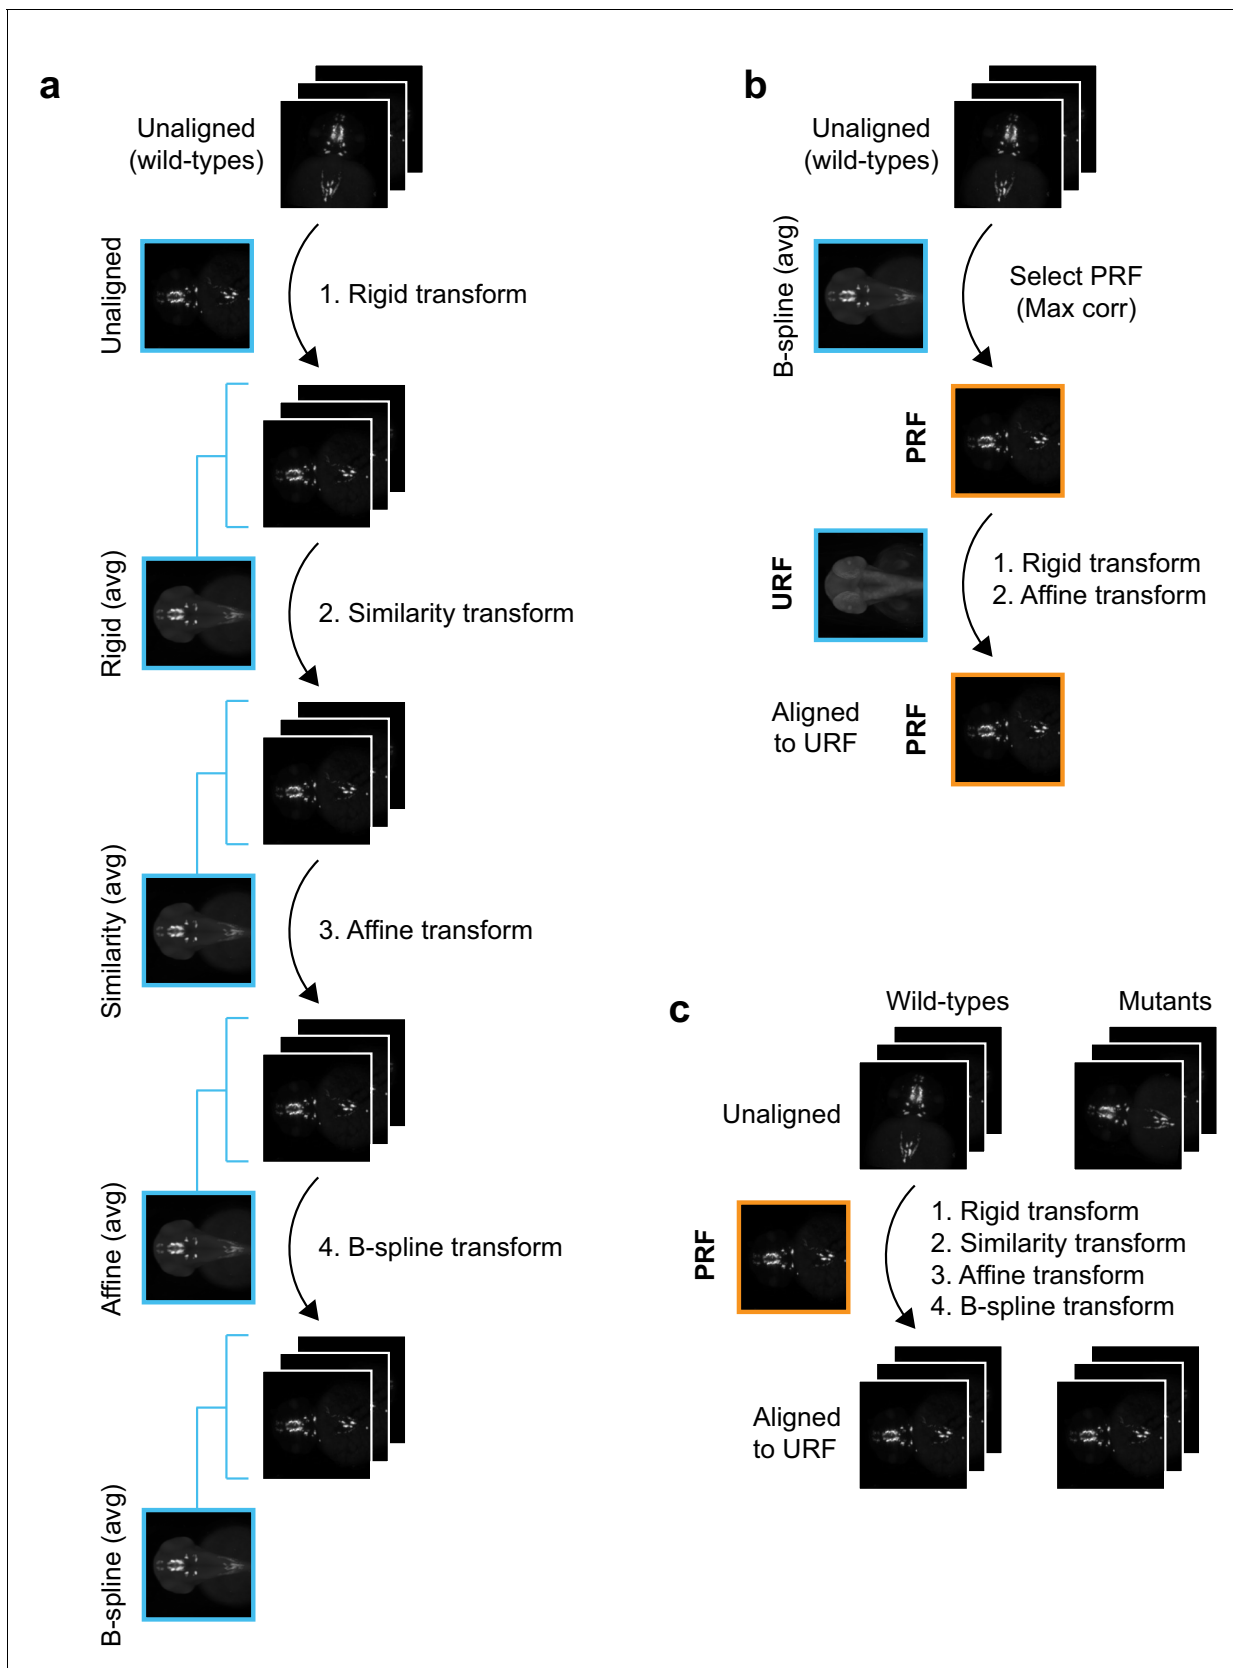 a
Unaligned
(wild-types)
Unaligned
1. Rigid transform
Rigid (avg)
2. Similarity transform
Similarity (avg)
3. Affine transform
Affine (avg)
4. B-spline transform
B-spline (avg)
b
Unaligned
(wild-types)
B-spline (avg)
Select PRF
(Max corr)
PRF
URF
1. Rigid transform
2. Affine transform
Aligned
to URF
PRF
c
Wild-types
Mutants
Unaligned
PRF
1. Rigid transform
2. Similarity transform
3. Affine transform
4. B-spline transform
Aligned
to URF